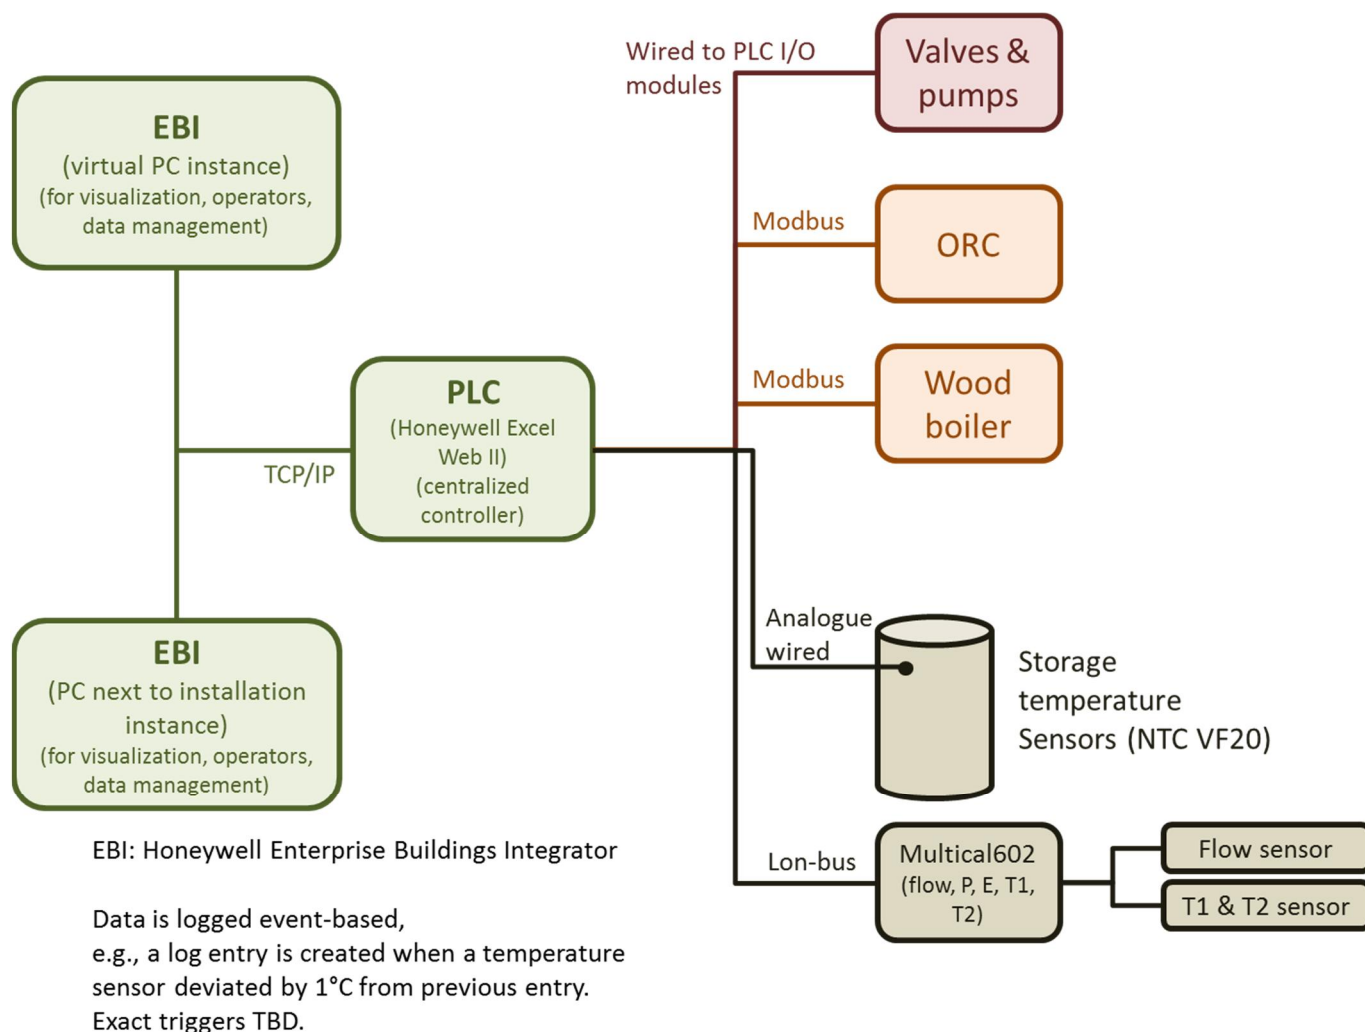 EBI
(virtual PC instance)
(for visualization, operators,
data management)
TCP/IP
PLC
(Honeywell Excel
Web II)
(centralized
controller)
EBI
(PC next to installation
instance)
(for visualization, operators,
data management)
Wired to PLC I/O
modules
Valves &
pumps
Modbus
ORC
Modbus
Wood
boiler
Analogue
wired
Storage
temperature
Sensors (NTC VF20)
Lon-bus
Multical602
(flow, P, E, T1,
T2)
Flow sensor
T1 & T2 sensor
EBI: Honeywell Enterprise Buildings Integrator
Data is logged event-based,
e.g., a log entry is created when a temperature
sensor deviated by 1°C from previous entry.
Exact triggers TBD.